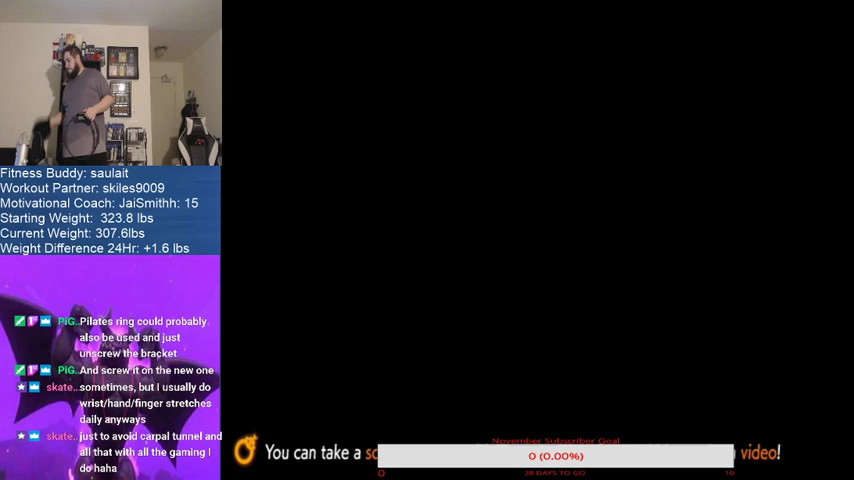 Fitness Buddy: saulait
Workout Partner: skiles9009
Motivational Coach: JaiSmithh: 15
Starting Weight: 323.8 lbs
Current Weight: 307.6lbs
Weight Difference 24Hr: +1.6 lbs
PiG.. Pilates ring could probably
also be used and just
unscrew the bracket
PiG.. And screw it on the new one
skate... sometimes, but I usually do
wrist/hand/finger stretches
daily anyways
skate... just to avoid carpal tunnel and
all that with all the gaming I
do haha
You can take a video!
November Subscriber Goal
0 (0.00%)
0 28 DAYS TO GO 10